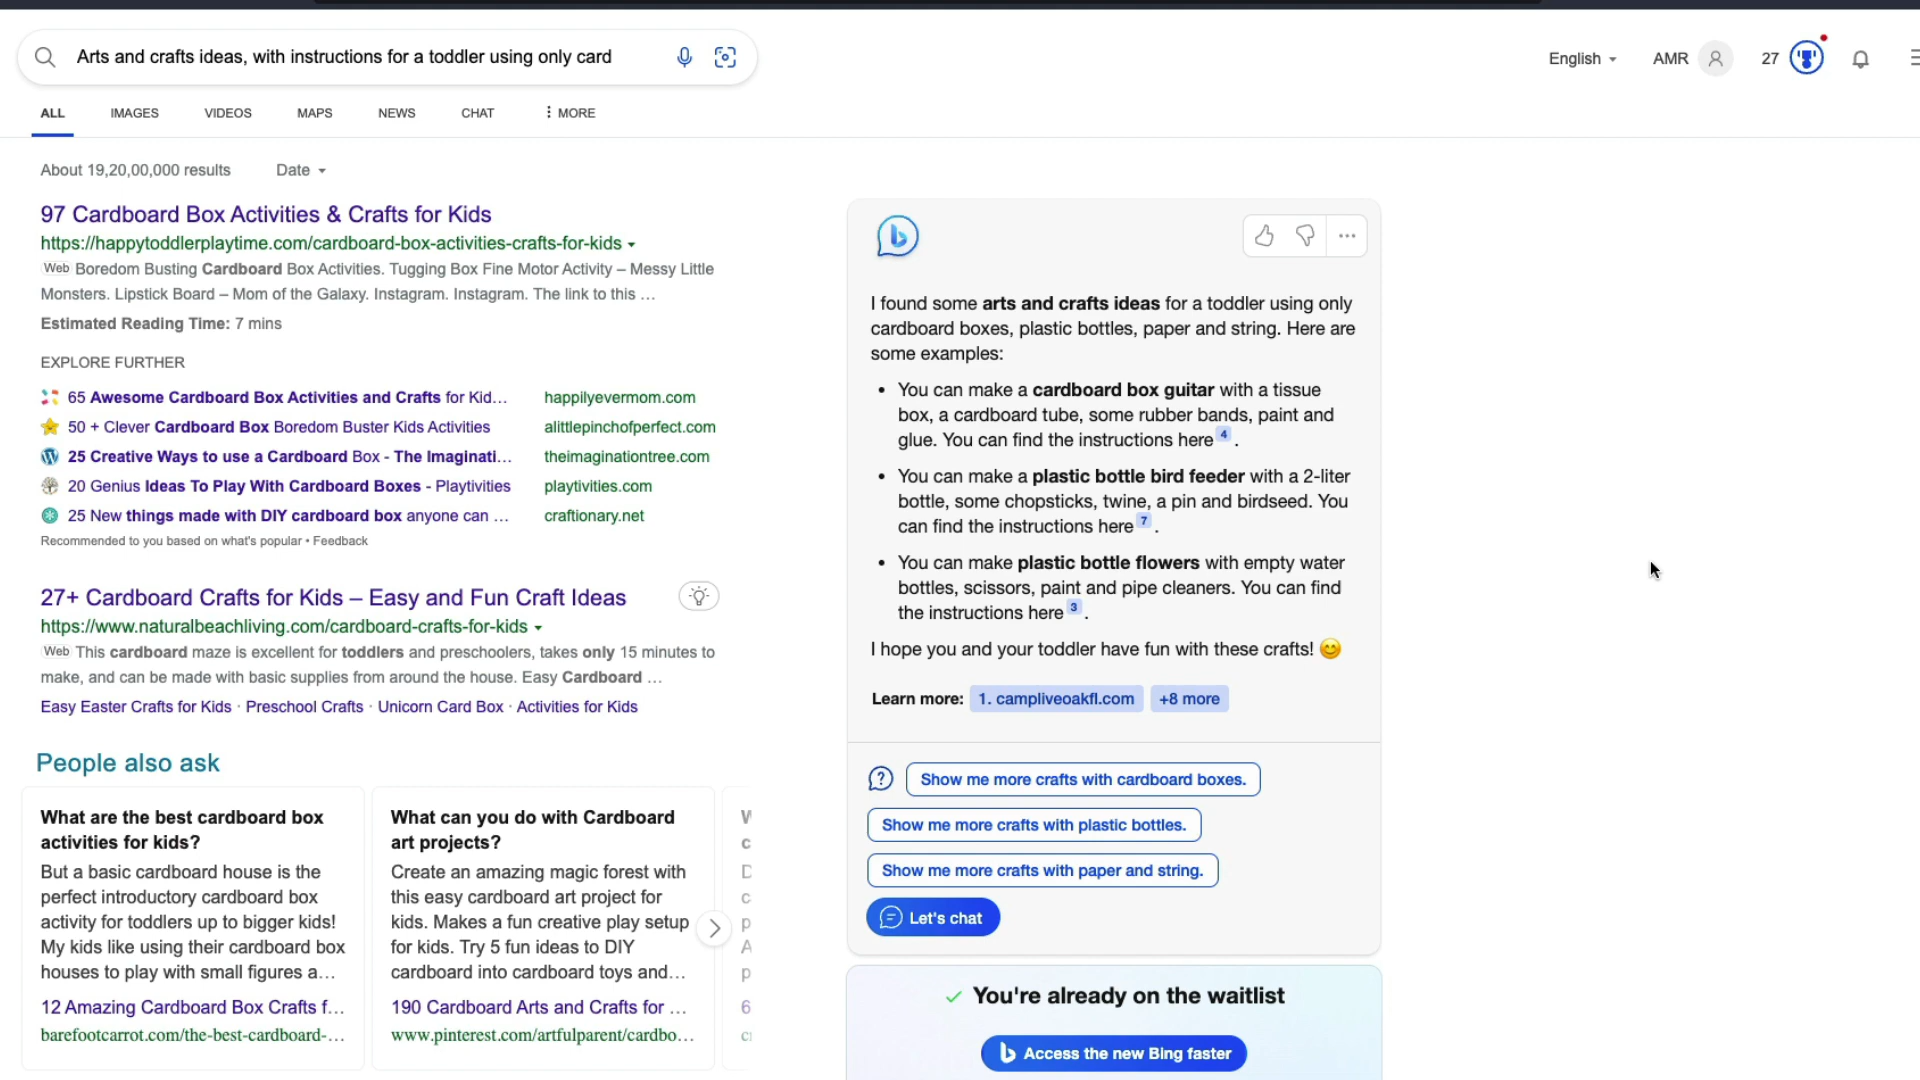 Arts and crafts ideas, with instructions for a toddler using only card
English
AMR
27
ALL
IMAGES
VIDEOS
MAPS
NEWS
CHAT
MORE
About 19,20,00,000 results
Date
97 Cardboard Box Activities & Crafts for Kids
https://happytoddlerplaytime.com/cardboard-box-activities-crafts-for-kids
Web Boredom Busting Cardboard Box Activities. Tugging Box Fine Motor Activity – Messy Little
Monsters. Lipstick Board – Mom of the Galaxy. Instagram. Instagram. The link to this …
Estimated Reading Time: 7 mins
EXPLORE FURTHER
65 Awesome Cardboard Box Activities and Crafts for Kid… happilyevermom.com
50 + Clever Cardboard Box Boredom Buster Kids Activities alittlepinchofperfect.com
25 Creative Ways to use a Cardboard Box - The Imaginati… theimaginationtree.com
20 Genius Ideas To Play With Cardboard Boxes - Playtivities playtivities.com
25 New things made with DIY cardboard box anyone can … craftionary.net
Recommended to you based on what's popular • Feedback
27+ Cardboard Crafts for Kids – Easy and Fun Craft Ideas
https://www.naturalbeachliving.com/cardboard-crafts-for-kids
Web This cardboard maze is excellent for toddlers and preschoolers, takes only 15 minutes to
make, and can be made with basic supplies from around the house. Easy Cardboard …
Easy Easter Crafts for Kids · Preschool Crafts · Unicorn Card Box · Activities for Kids
People also ask
What are the best cardboard box
activities for kids?
But a basic cardboard house is the
perfect introductory cardboard box
activity for toddlers up to bigger kids!
My kids like using their cardboard box
houses to play with small figures a…
12 Amazing Cardboard Box Crafts f…
barefootcarrot.com/the-best-cardboard-…
What can you do with Cardboard
art projects?
Create an amazing magic forest with
this easy cardboard art project for
kids. Makes a fun creative play setup
for kids. Try 5 fun ideas to DIY
cardboard into cardboard toys and…
190 Cardboard Arts and Crafts for …
www.pinterest.com/artfulparent/cardbo…
I found some arts and crafts ideas for a toddler using only
cardboard boxes, plastic bottles, paper and string. Here are
some examples:
• You can make a cardboard box guitar with a tissue
box, a cardboard tube, some rubber bands, paint and
glue. You can find the instructions here 4 .
• You can make a plastic bottle bird feeder with a 2-liter
bottle, some chopsticks, twine, a pin and birdseed. You
can find the instructions here 7 .
• You can make plastic bottle flowers with empty water
bottles, scissors, paint and pipe cleaners. You can find
the instructions here 3 .
I hope you and your toddler have fun with these crafts! 😊
Learn more: 1. campliveoakfl.com +8 more
Show me more crafts with cardboard boxes.
Show me more crafts with plastic bottles.
Show me more crafts with paper and string.
Let's chat
You're already on the waitlist
Access the new Bing faster